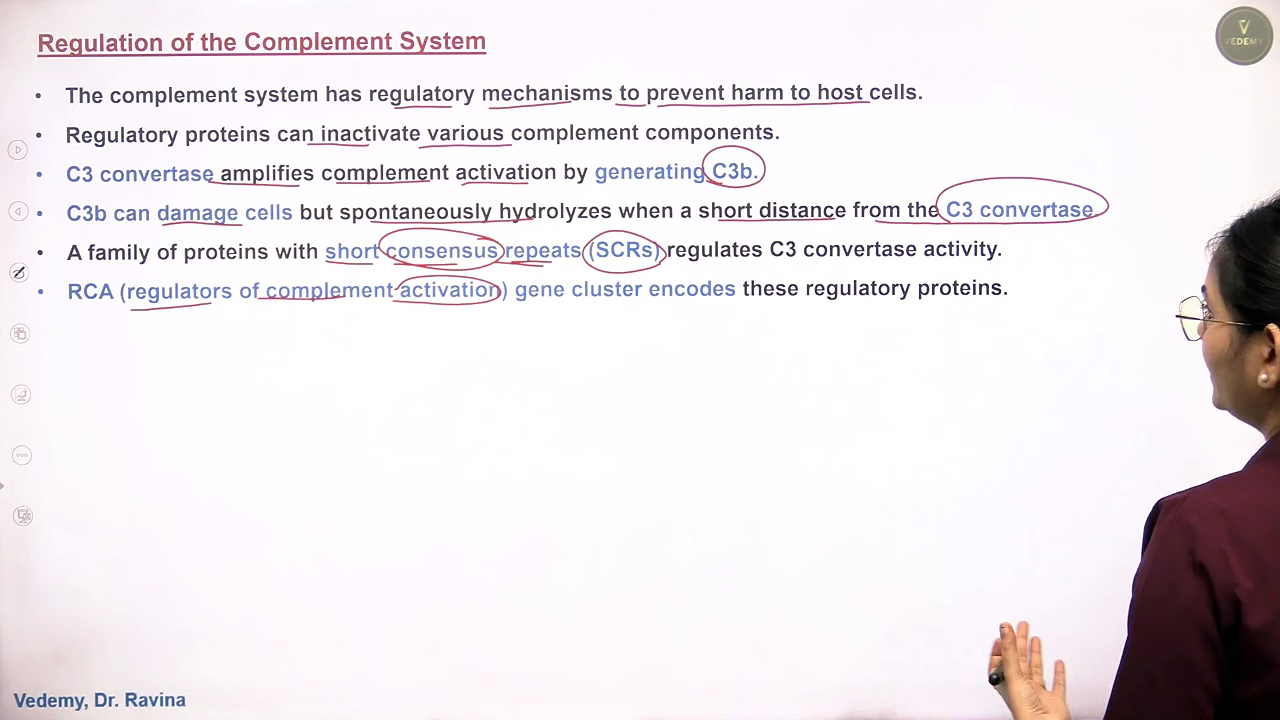 Regulation of the Complement System
VEDEMY
• The complement system has regulatory mechanisms to prevent harm to host cells.
• Regulatory proteins can inactivate various complement components.
• C3 convertase amplifies complement activation by generating C3b.
• C3b can damage cells but spontaneously hydrolyzes when a short distance from the C3 convertase.
• A family of proteins with short consensus repeats (SCRs) regulates C3 convertase activity.
• RCA (regulators of complement activation) gene cluster encodes these regulatory proteins.
Vedemy, Dr. Ravina